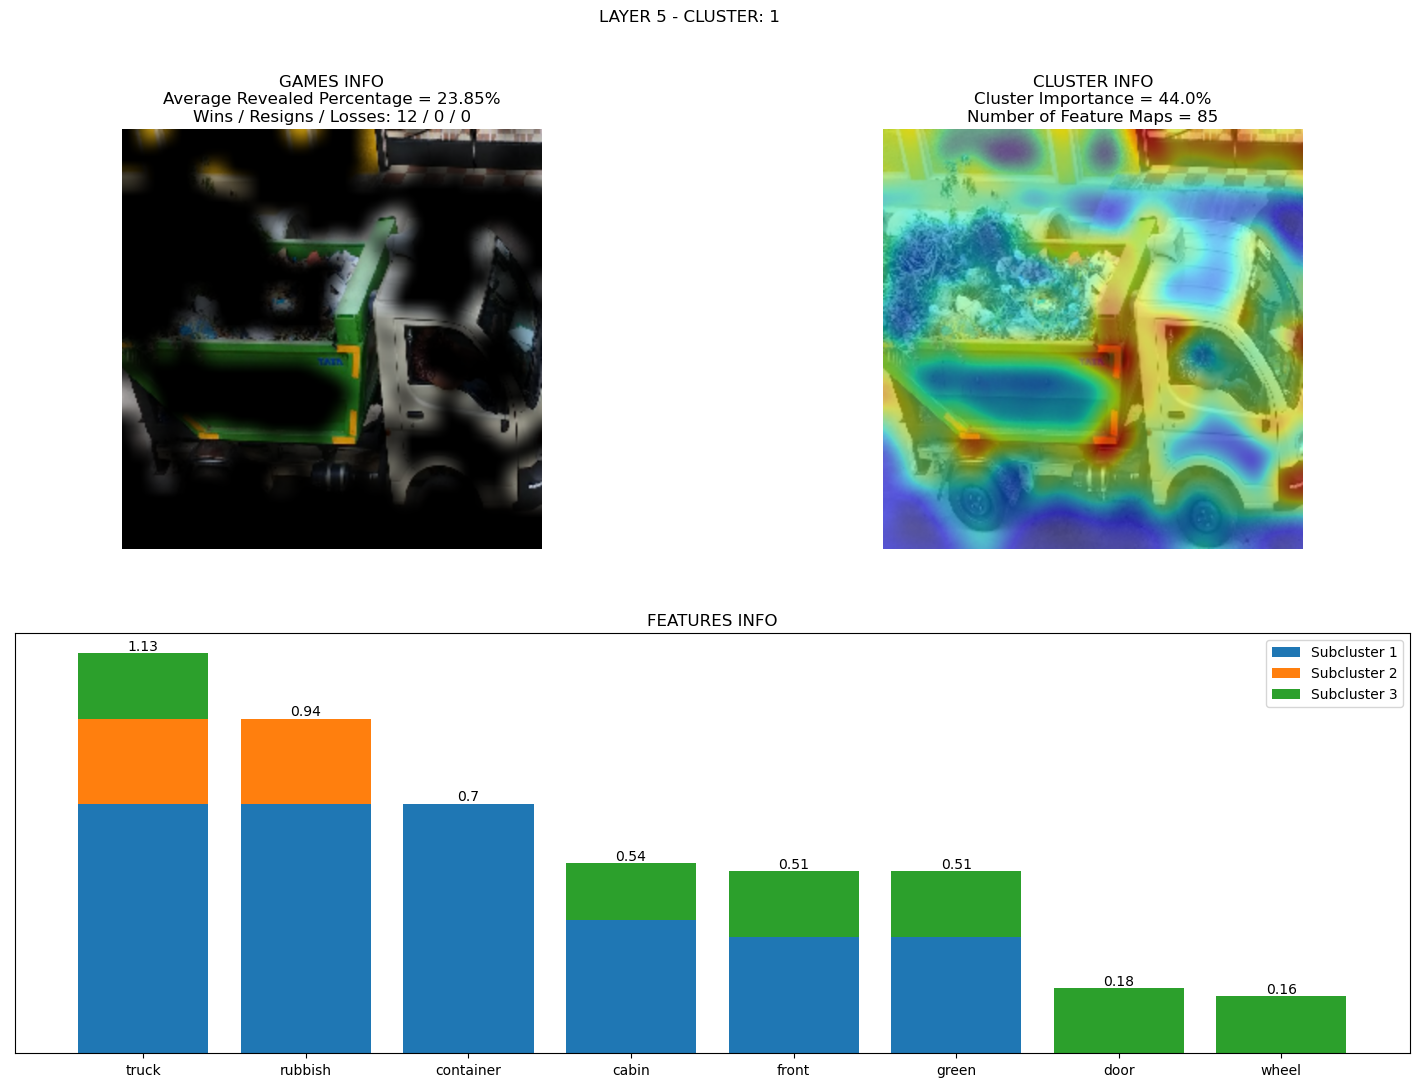 LAYER 5 - CLUSTER: 1
GAMES INFO
Average Revealed Percentage = 23.85%
Wins / Resigns / Losses: 12 / 0 / 0
CLUSTER INFO
Cluster Importance = 44.0%
Number of Feature Maps = 85
TATA
FEATURES INFO
1.13
0.94
0.7
0.54
0.51
0.51
0.18
0.16
Subcluster 1
Subcluster 2
Subcluster 3
truck
rubbish
container
cabin
front
green
door
wheel